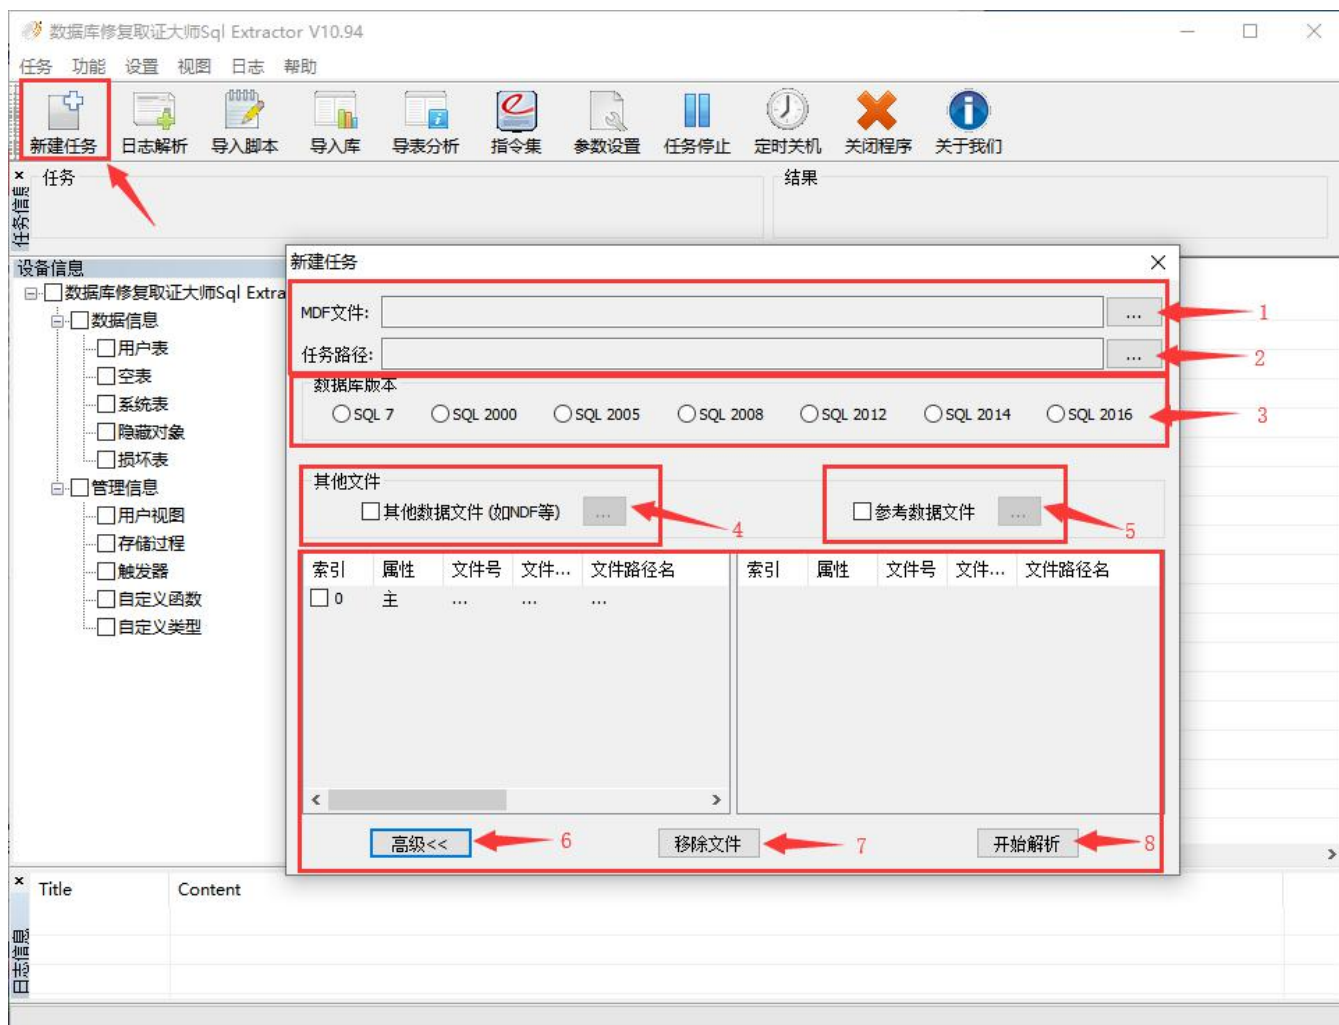 数据库修复取证大师Sql Extractor V10.94
任务 功能 设置 视图 日志 帮助
新建任务 日志解析 导入脚本 导入库 导表分析 指令集 参数设置 任务停止 定时关机 关闭程序 关于我们
任务信息
任务 结果
设备信息
数据库修复取证大师Sql Extra
数据信息
用户表
空表
系统表
隐藏对象
损坏表
管理信息
用户视图
存储过程
触发器
自定义函数
自定义类型
新建任务
MDF文件: ... 1
任务路径: ... 2
数据库版本
SQL 7 SQL 2000 SQL 2005 SQL 2008 SQL 2012 SQL 2014 SQL 2016 3
其他文件
其他数据文件 (如NDF等) ... 4
参考数据文件 ... 5
索引 属性 文件号 文件... 文件路径名 索引 属性 文件号 文件... 文件路径名
0 主 ... ... ...
高级<< 6 移除文件 7 开始解析 8
Title Content
日志信息